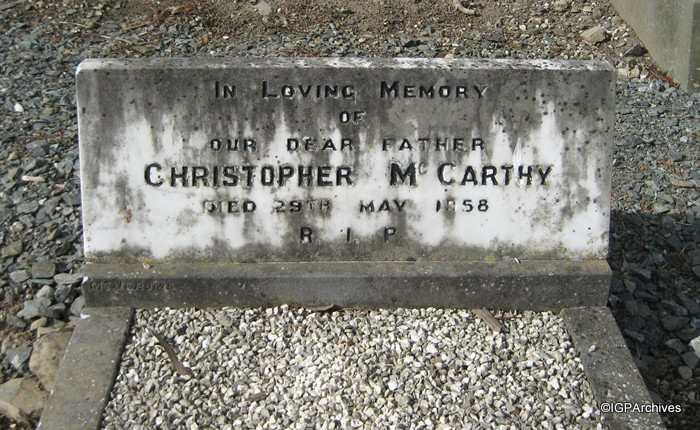 In Loving Memory
OF
OUR DEAR FATHER
CHRISTOPHER McCARTHY
DIED 29TH MAY 1958
R I P
©IGPArchives